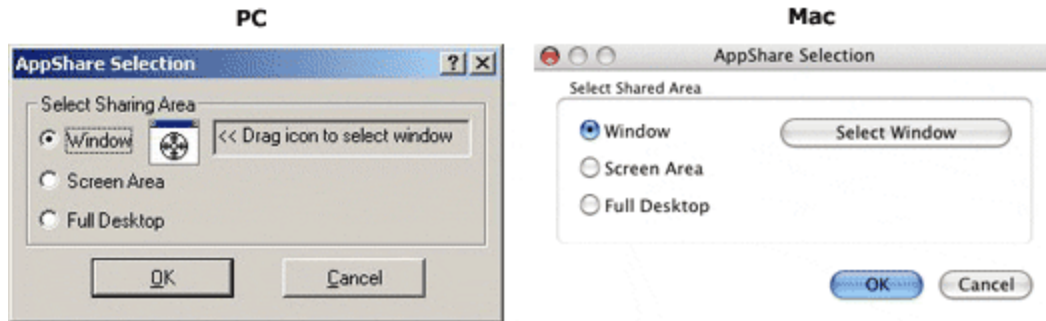 PC
AppShare Selection
Select Sharing Area
Window
<< Drag icon to select window
Screen Area
Full Desktop
OK
Cancel
Mac
AppShare Selection
Select Shared Area
Window
Select Window
Screen Area
Full Desktop
OK
Cancel